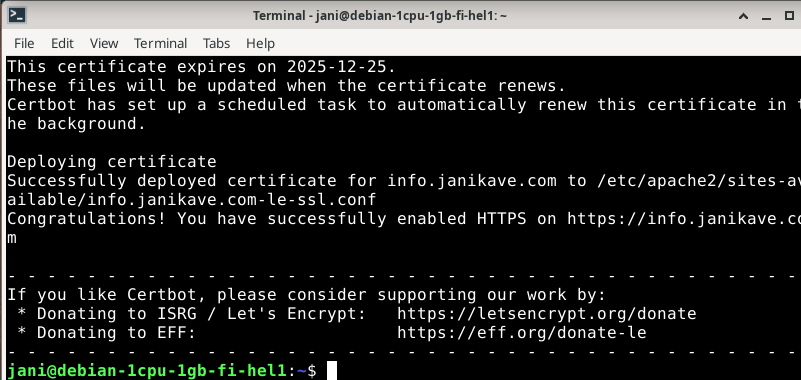 Terminal - jani@debian-1cpu-1gb-fi-hel1: ~
File Edit View Terminal Tabs Help
This certificate expires on 2025-12-25.
These files will be updated when the certificate renews.
Certbot has set up a scheduled task to automatically renew this certificate in t
he background.

Deploying certificate
Successfully deployed certificate for info.janikave.com to /etc/apache2/sites-av
ailable/info.janikave.com-le-ssl.conf
Congratulations! You have successfully enabled HTTPS on https://info.janikave.co
m

- - - - - - - - - - - - - - - - - - - - - - - - - - - - - - - - - - - - - - - -
If you like Certbot, please consider supporting our work by:
 * Donating to ISRG / Let's Encrypt:   https://letsencrypt.org/donate
 * Donating to EFF:                    https://eff.org/donate-le
- - - - - - - - - - - - - - - - - - - - - - - - - - - - - - - - - - - - - - - -
jani@debian-1cpu-1gb-fi-hel1:~$